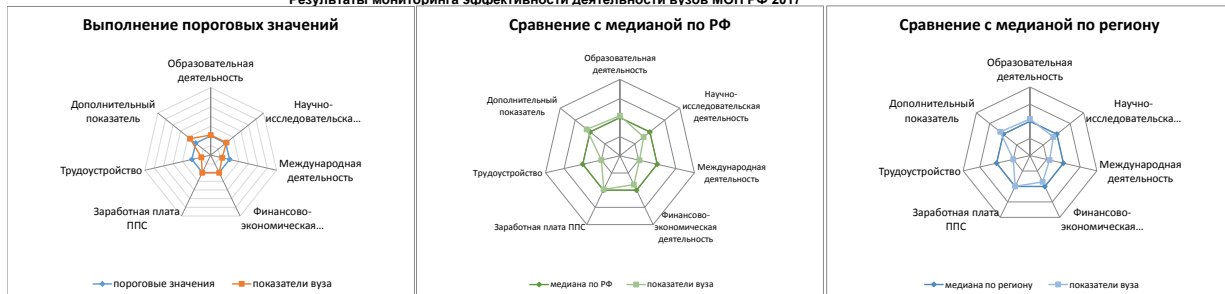 Результаты мониторинга эффективности деятельности вузов МОН РФ 2017
Выполнение пороговых значений
Образовательная
деятельность
Научно-
исследовательска...
Международная
деятельность
Финансово-
экономическая...
Заработная плата
ППС
Трудоустройство
Дополнительный
показатель
пороговые значения
показатели вуза
Сравнение с медианой по РФ
Образовательная
деятельность
Научно-
исследовательская
деятельность
Международная
деятельность
Финансово-
экономическая
деятельность
Заработная плата ППС
Трудоустройство
Дополнительный
показатель
медиана по РФ
показатели вуза
Сравнение с медианой по региону
Образовательная
деятельность
Научно-
исследовательска...
Международная
деятельность
Финансово-
экономическая...
Заработная плата
ППС
Трудоустройство
Дополнительный
показатель
медиана по региону
показатели вуза